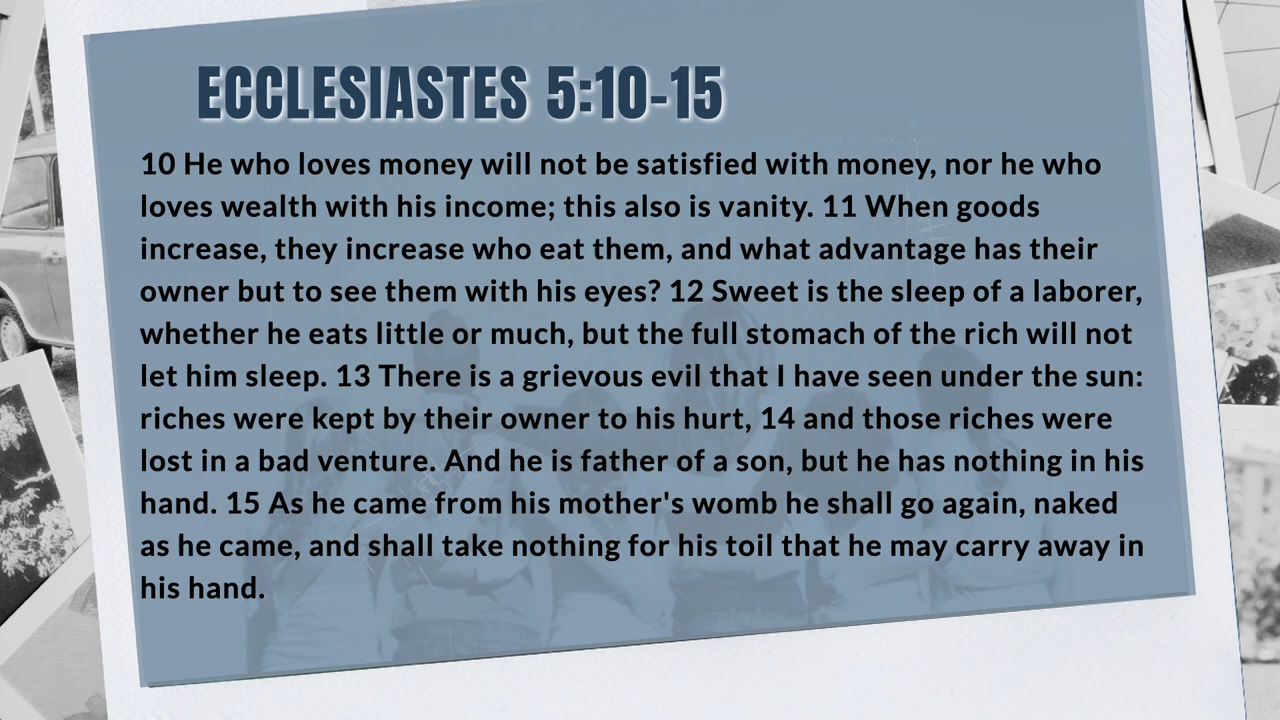 ECCLESIASTES 5:10-15
10 He who loves money will not be satisfied with money, nor he who
loves wealth with his income; this also is vanity. 11 When goods
increase, they increase who eat them, and what advantage has their
owner but to see them with his eyes? 12 Sweet is the sleep of a laborer,
whether he eats little or much, but the full stomach of the rich will not
let him sleep. 13 There is a grievous evil that I have seen under the sun:
riches were kept by their owner to his hurt, 14 and those riches were
lost in a bad venture. And he is father of a son, but he has nothing in his
hand. 15 As he came from his mother's womb he shall go again, naked
as he came, and shall take nothing for his toil that he may carry away in
his hand.